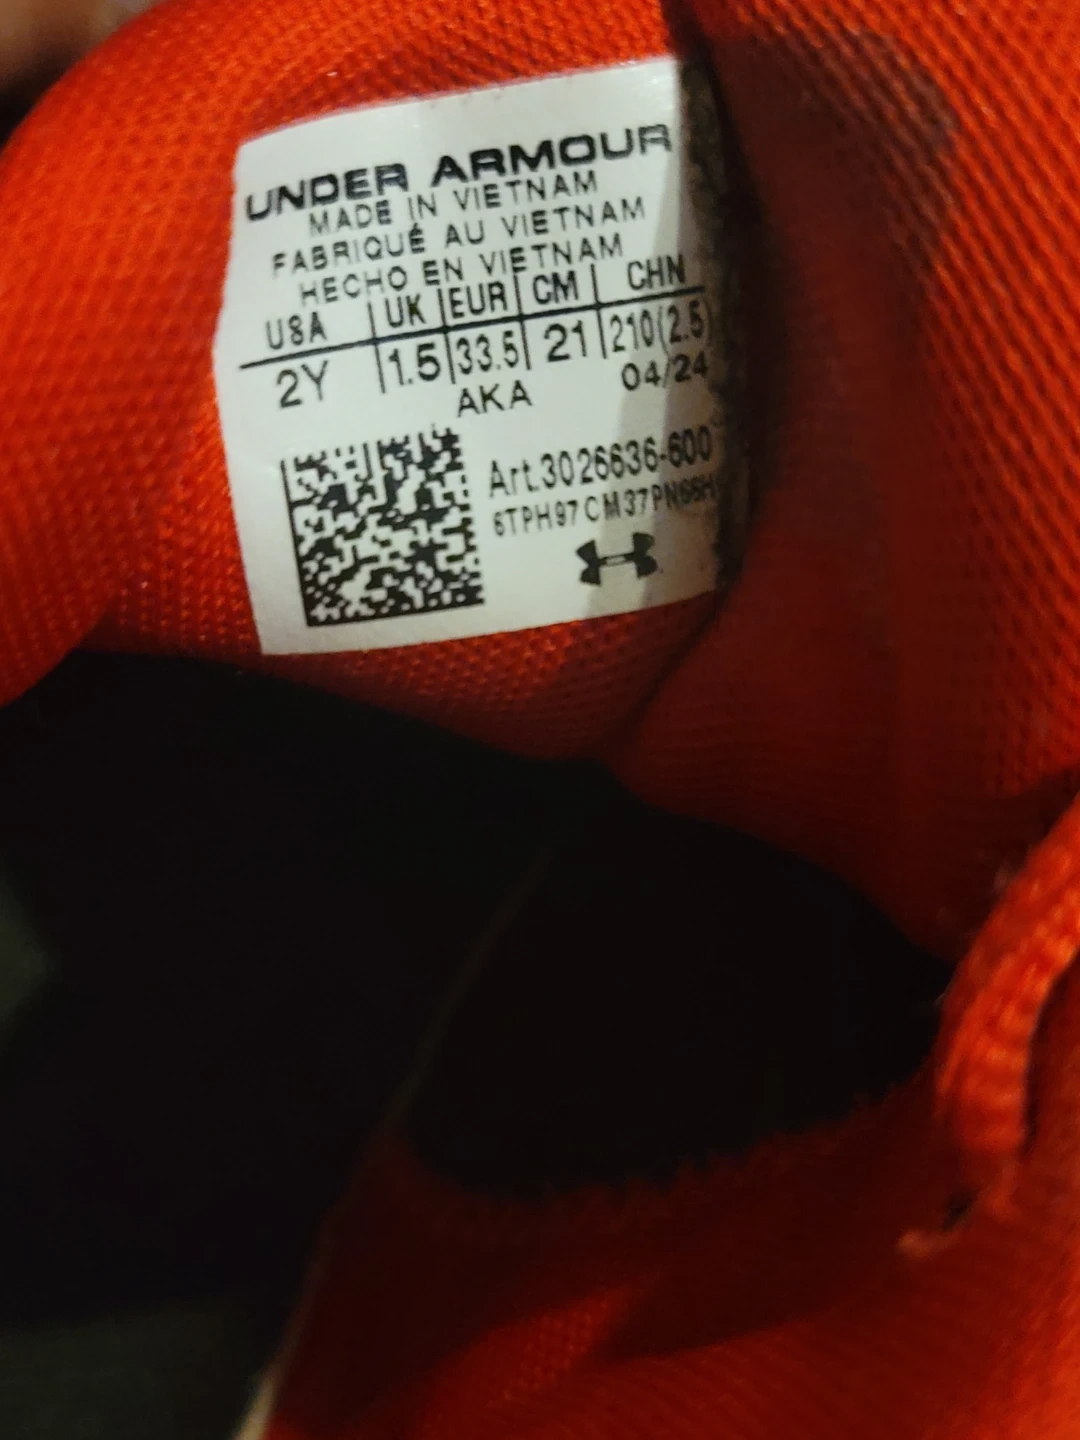 UNDER ARMOUR
MADE IN VIETNAM
FABRIQUÉ AU VIETNAM
HECHO EN VIETNAM
USA UK EUR CM CHN
2Y 1.5 33.5 21 210(2.5)
AKA 04/24
Art.3026636-600
6TPH97CM37PN66H